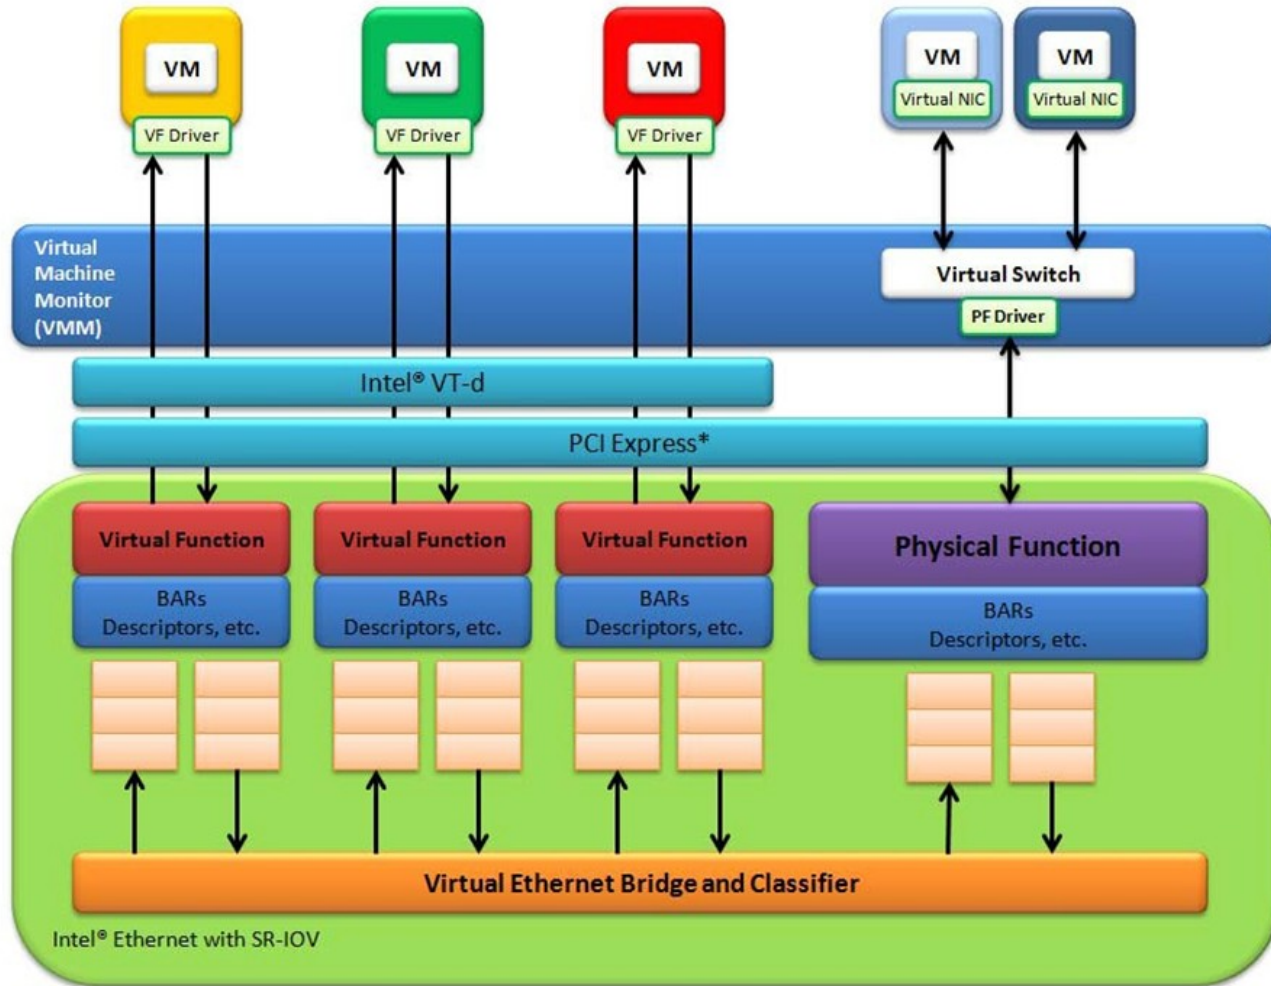 VM
VM
VM
VM
VM
VF Driver
VF Driver
VF Driver
Virtual NIC
Virtual NIC
Virtual
Machine
Monitor
(VMM)
Virtual Switch
PF Driver
Intel® VT-d
PCI Express*
Virtual Function
Virtual Function
Virtual Function
Physical Function
BARs
Descriptors, etc.
BARs
Descriptors, etc.
BARs
Descriptors, etc.
BARs
Descriptors, etc.
Virtual Ethernet Bridge and Classifier
Intel® Ethernet with SR-IOV